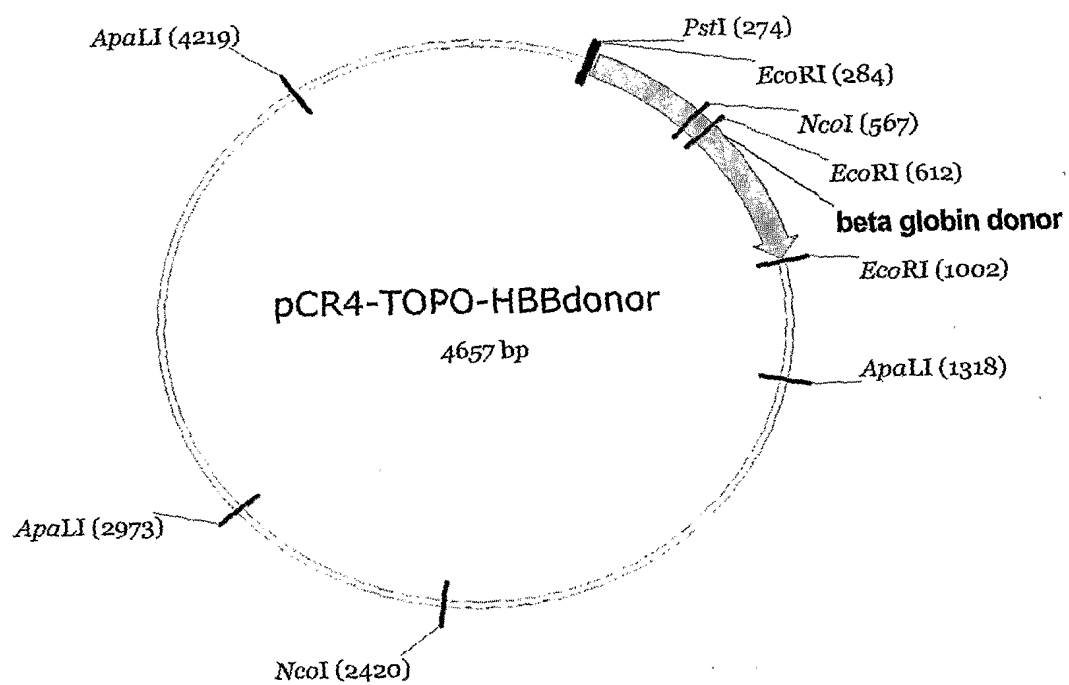 ApaLI (4219)
PstI (274)
EcoRI (284)
NcoI (567)
EcoRI (612)
beta globin donor
EcoRI (1002)
pCR4-TOPO-HBBdonor
4657 bp
ApaLI (1318)
ApaLI (2973)
NcoI (2420)